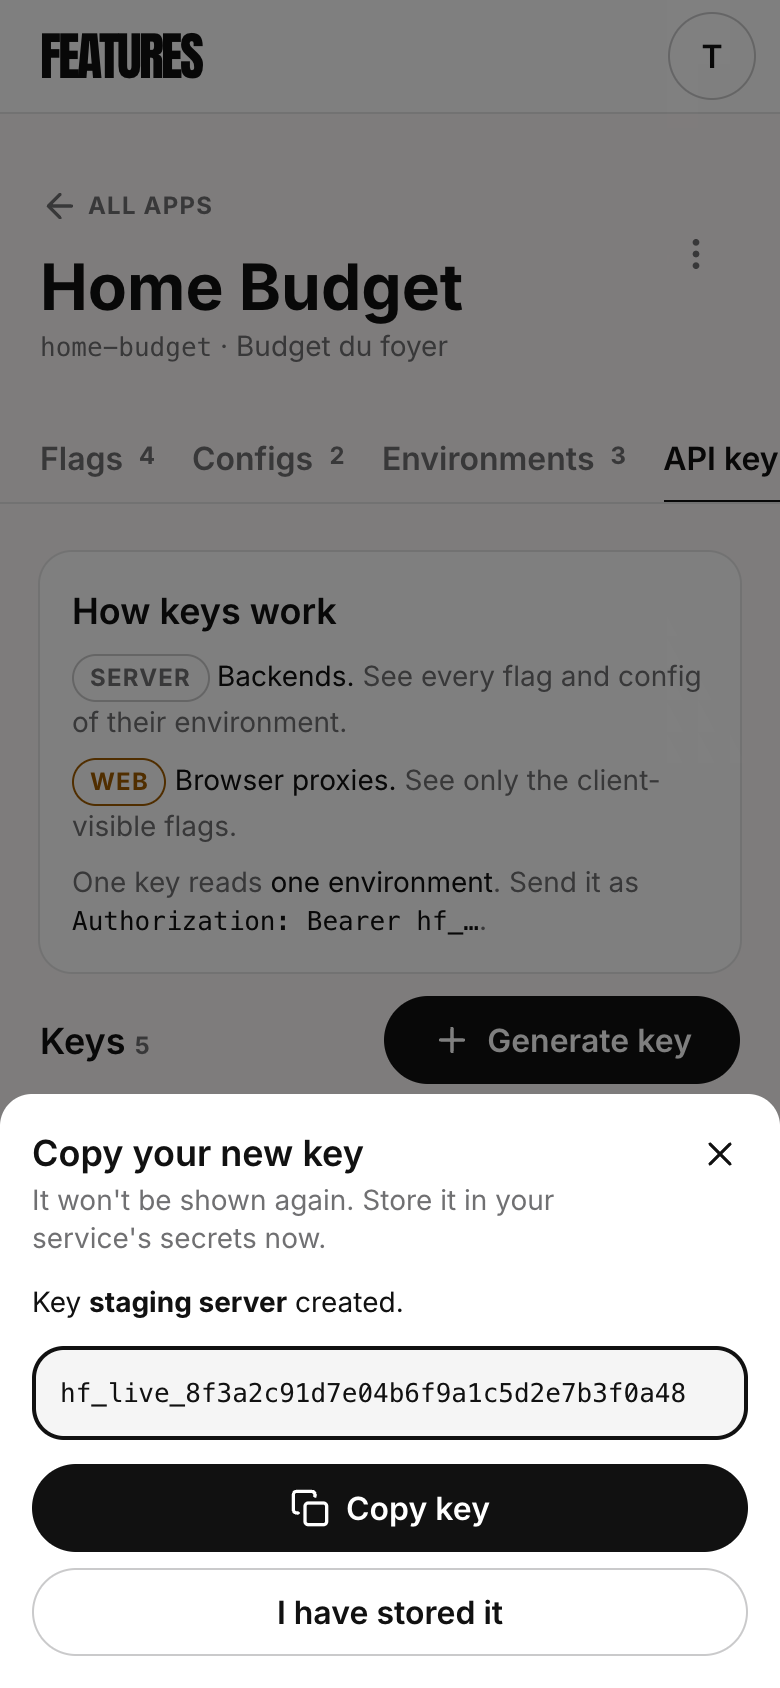 FEATURES
T
ALL APPS
Home Budget
home-budget · Budget du foyer
Flags 4 Configs 2 Environments 3 API key
How keys work
SERVER Backends. See every flag and config
of their environment.
WEB Browser proxies. See only the client-
visible flags.
One key reads one environment. Send it as
Authorization: Bearer hf_….
Keys 5
Generate key
Copy your new key
It won't be shown again. Store it in your
service's secrets now.
Key staging server created.
hf_live_8f3a2c91d7e04b6f9a1c5d2e7b3f0a48
Copy key
I have stored it